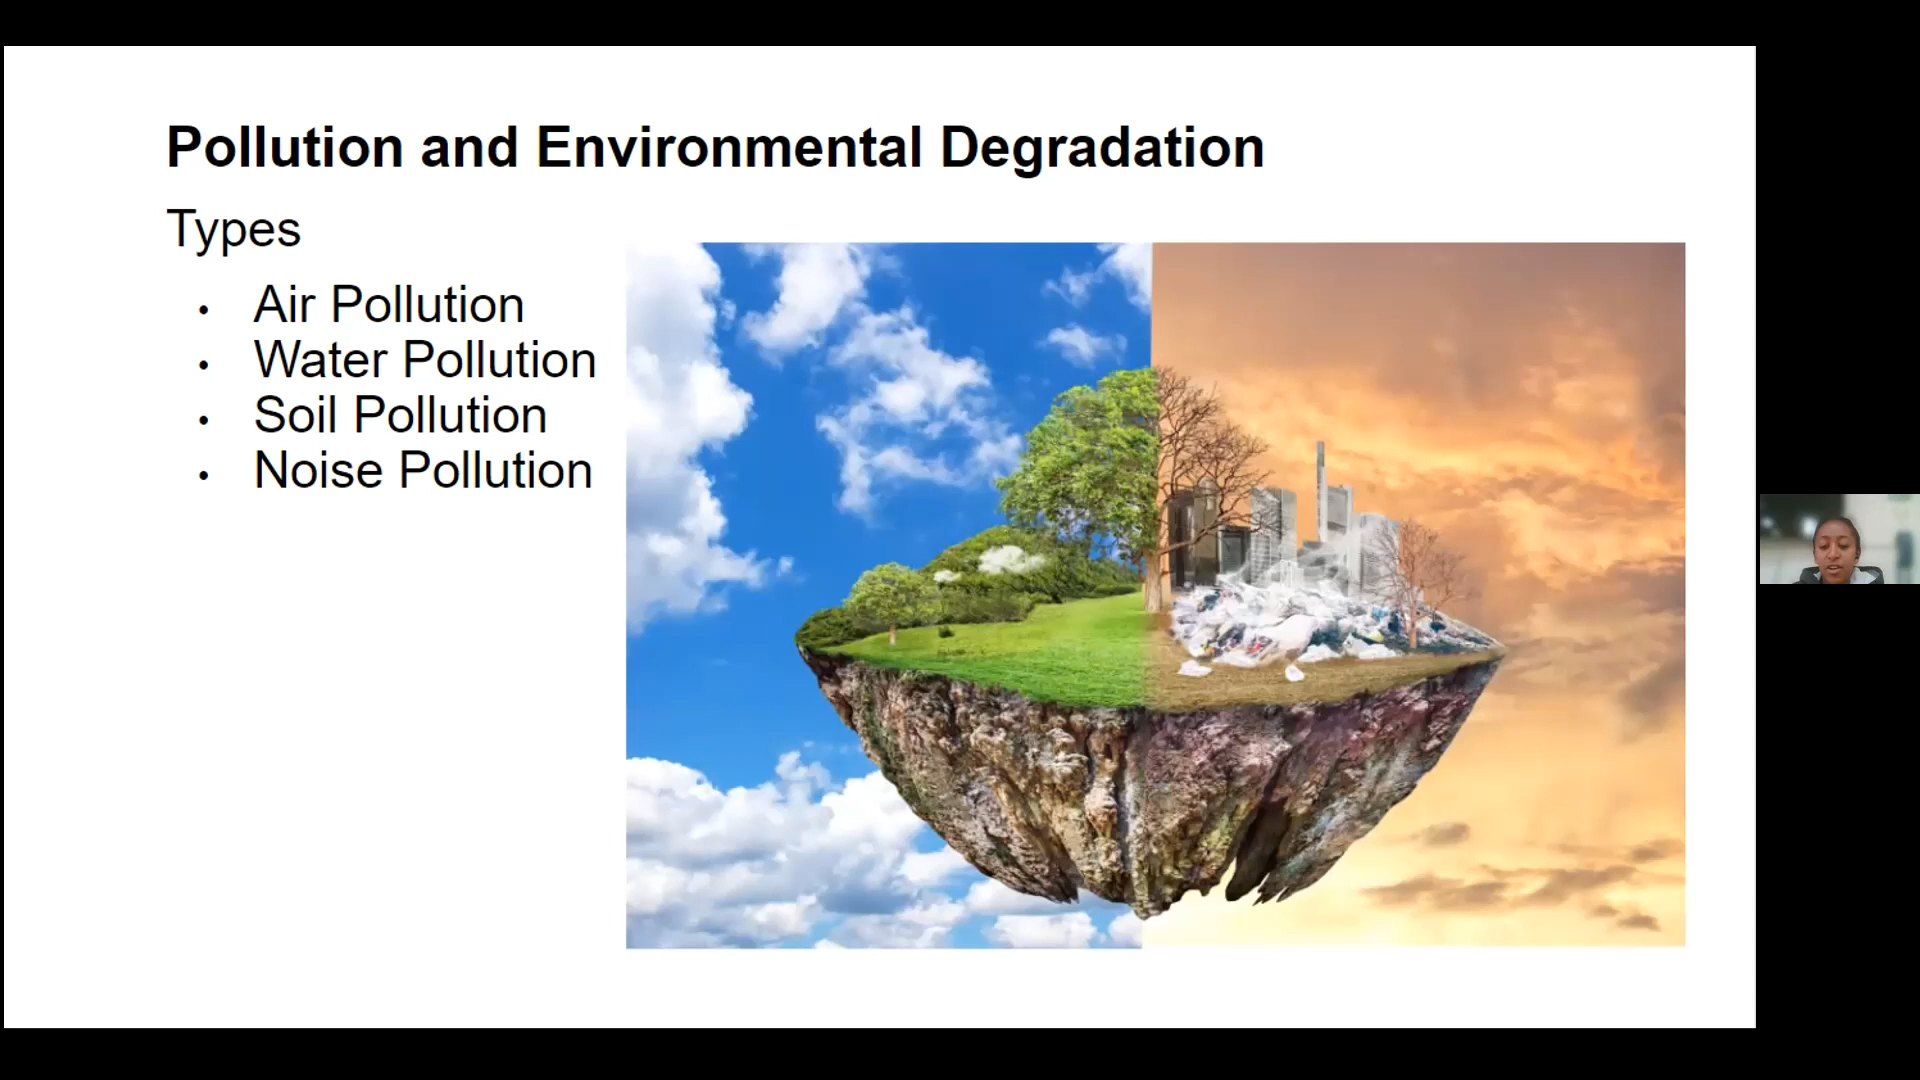 Pollution and Environmental Degradation
Types
• Air Pollution
• Water Pollution
• Soil Pollution
• Noise Pollution